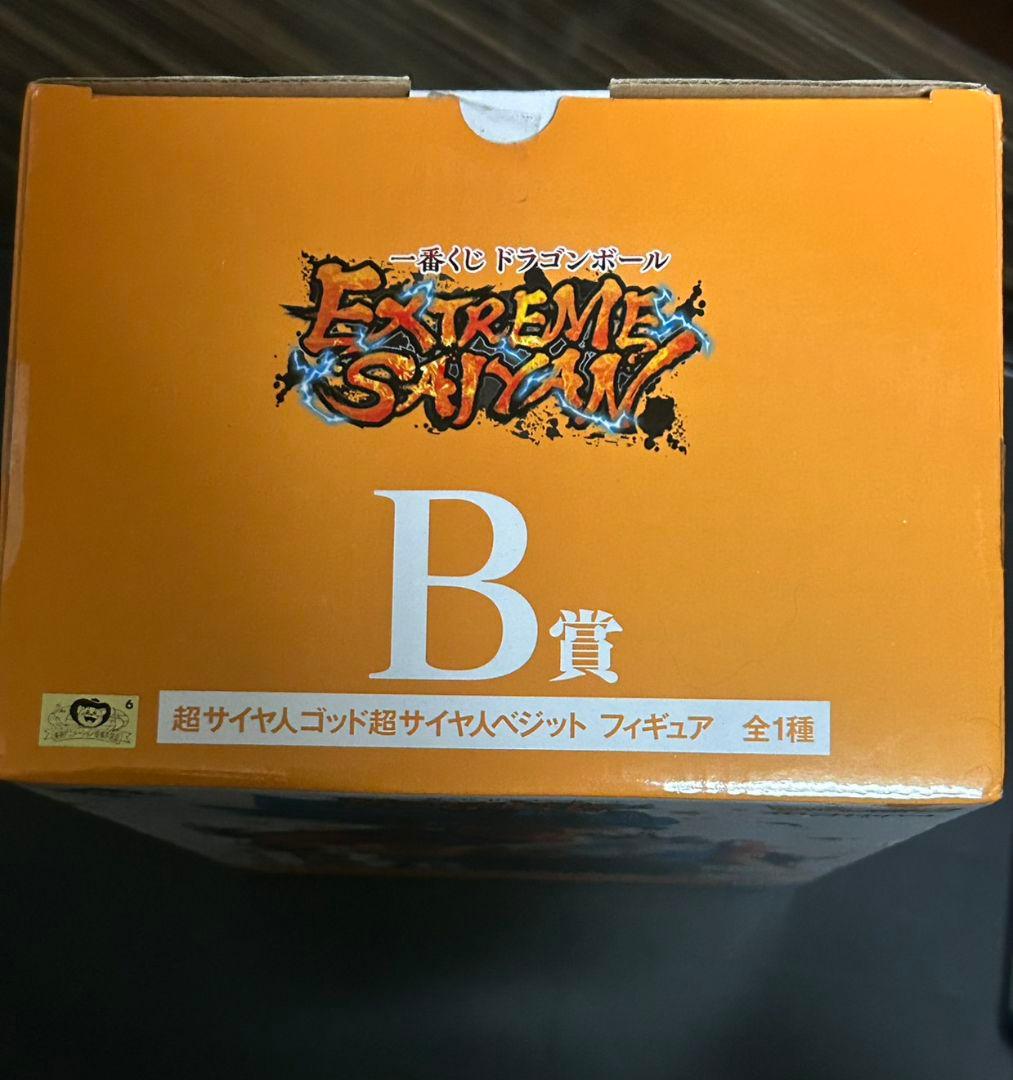 一番くじ ドラゴンボール
EXTREME
SAIYAN
B賞
超サイヤ人ゴッド超サイヤ人ベジット フィギュア 全1種
6